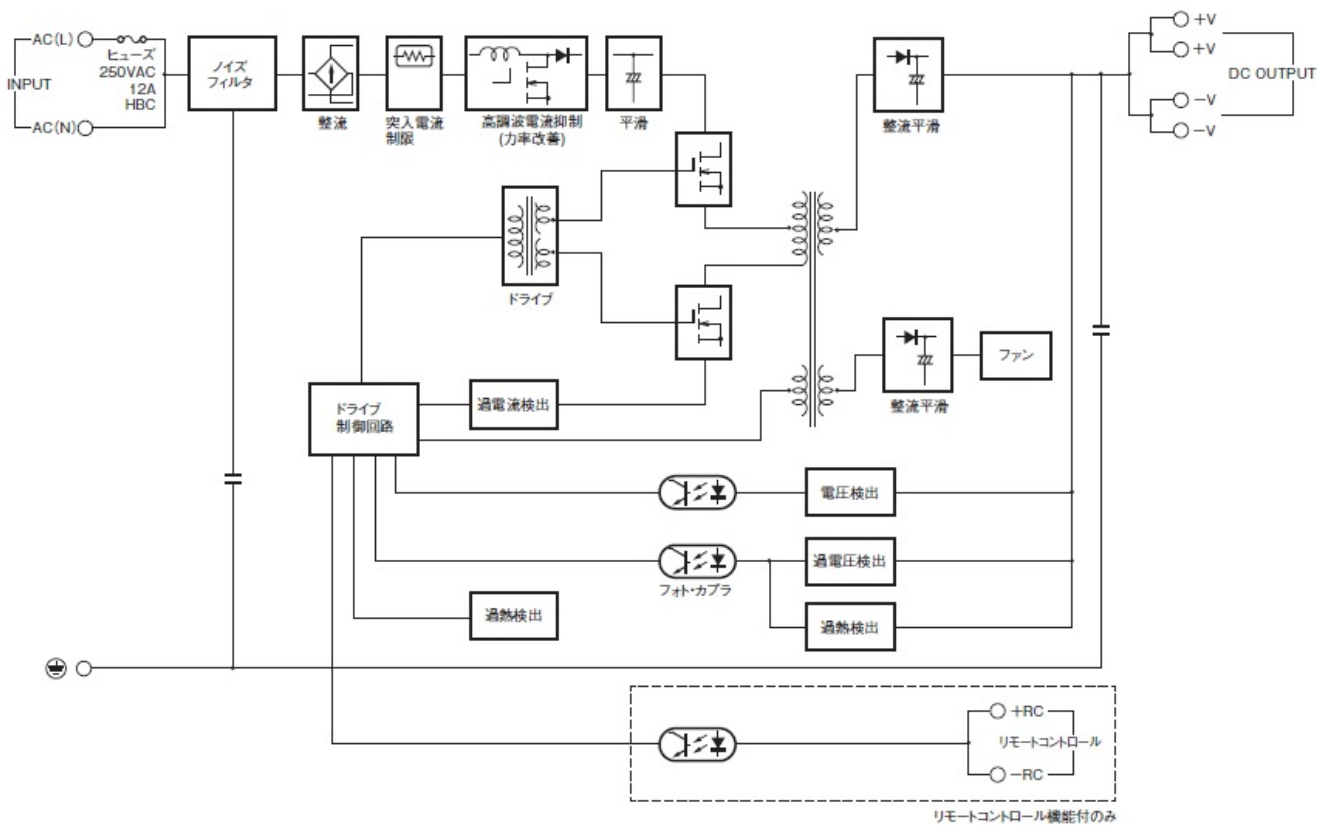 AC(L)
ヒューズ
250VAC
12A
HBC
INPUT
AC(N)
ノイズ
フィルタ
整流
突入電流
制限
高調波電流抑制
(力率改善)
平滑
整流平滑
+V
+V
DC OUTPUT
−V
−V
ドライブ
整流平滑
ファン
ドライブ
制御回路
過電流検出
電圧検出
過電圧検出
フォト・カプラ
過熱検出
過熱検出
+RC
リモートコントロール
−RC
リモートコントロール機能付のみ